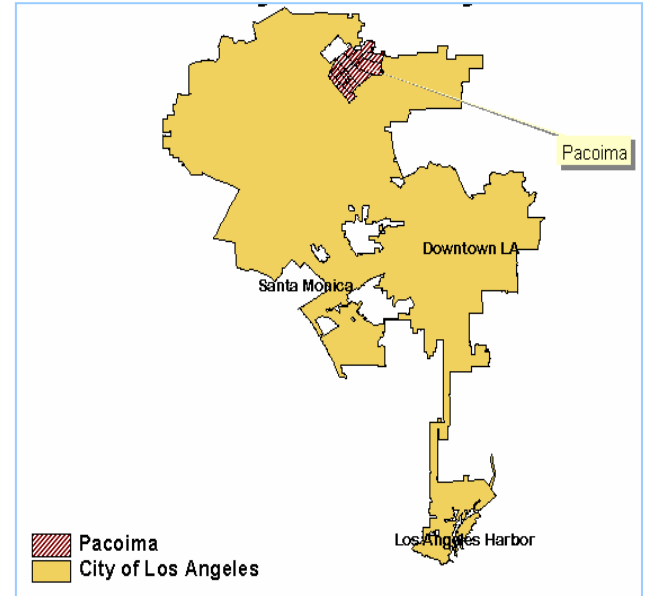 Pacoima
Downtown LA
Santa Monica
Los Angeles Harbor
Pacoima
City of Los Angeles